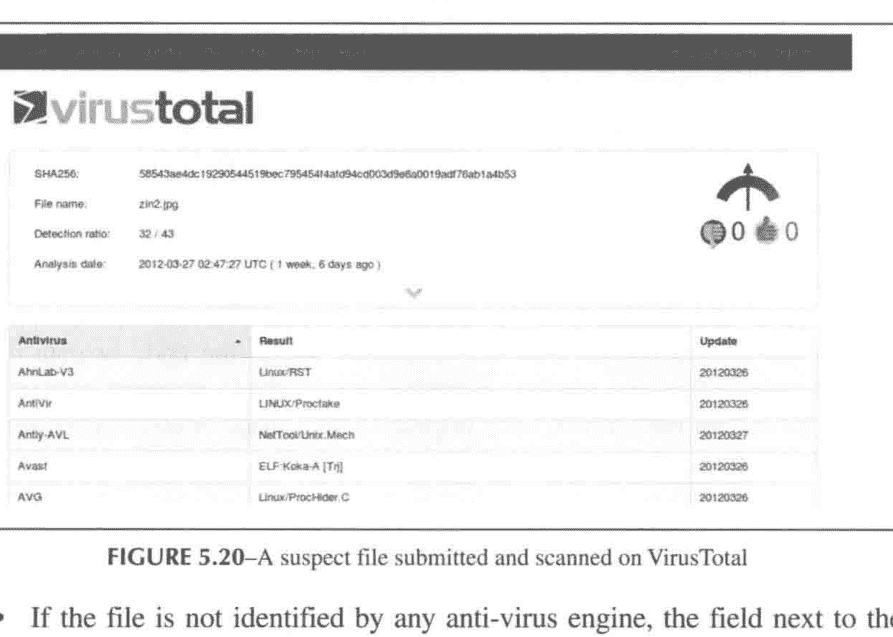 virustotal
SHA256: 58543ae4dc19290544519bec795454f4afd94cd003d9e6a0019adf76ab1a4b53
File name: zin2.jpg
Detection ratio: 32 / 43
Analysis date: 2012-03-27 02:47:27 UTC ( 1 week, 6 days ago )
0 0
Antivirus Result Update
AhnLab-V3 Linux/RST 20120326
AntiVir LINUX/Procfake 20120326
Antiy-AVL NetTool/Unix.Mech 20120327
Avast ELF:Koka-A [Trj] 20120326
AVG Linux/ProcHider.C 20120326
FIGURE 5.20–A suspect file submitted and scanned on VirusTotal
• If the file is not identified by any anti-virus engine, the field next to the